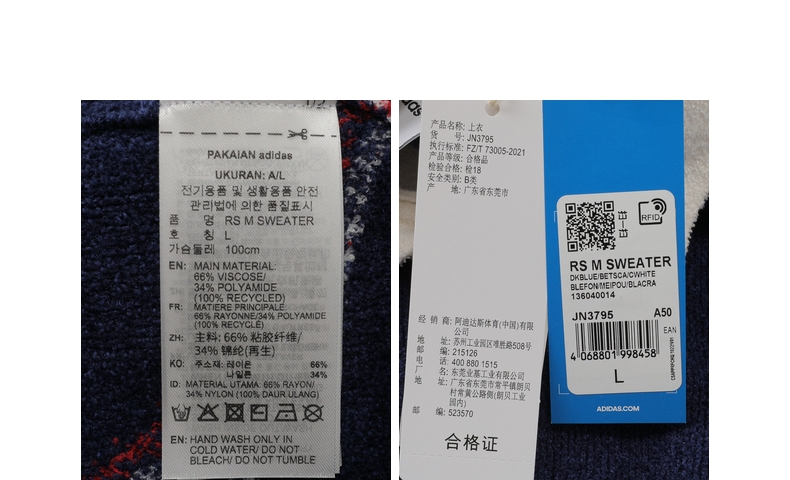 PAKAIAN adidas
UKURAN: A/L
전기용품 및 생활용품 안전
관리법에 의한 품질표시
품 명 RS M SWEATER
호 칭 L
가슴둘레 100cm
EN: MAIN MATERIAL:
66% VISCOSE/
34% POLYAMIDE
(100% RECYCLED)
FR: MATIÈRE PRINCIPALE:
66% RAYONNE/34% POLYAMIDE
(100% RECYCLÉ)
ZH: 主料: 66% 粘胶纤维/
34% 锦纶(再生)
KO: 주소재: 레이온 66%
나일론 34%
ID: MATERIAL UTAMA: 66% RAYON/
34% NYLON (100% DAUR ULANG)
EN: HAND WASH ONLY IN
COLD WATER/ DO NOT
BLEACH/ DO NOT TUMBLE
产品名称: 上衣
货 号: JN3795
执行标准: FZ/T 73005-2021
产品等级: 合格品
检验合格: 检18
安全类别: B类
产 地: 广东省东莞市
经 销 商: 阿迪达斯体育(中国)有限
公司
地 址: 苏州工业园区尾胜路508号
邮 编: 215126
电 话: 400 880 1515
厂 名: 东莞业基工业有限公司
地 址: 广东省东莞市常平镇朗贝
村常黄公路侧(朗贝工业
园内)
邮 编: 523570
合格证
RFID
RS M SWEATER
DKBLUE/BETSCA/CWHITE
BLEFON/MEIPOU/BLACRA
136040014
JN3795 A50
EAN
4 068801 998458
L
ADIDAS.COM